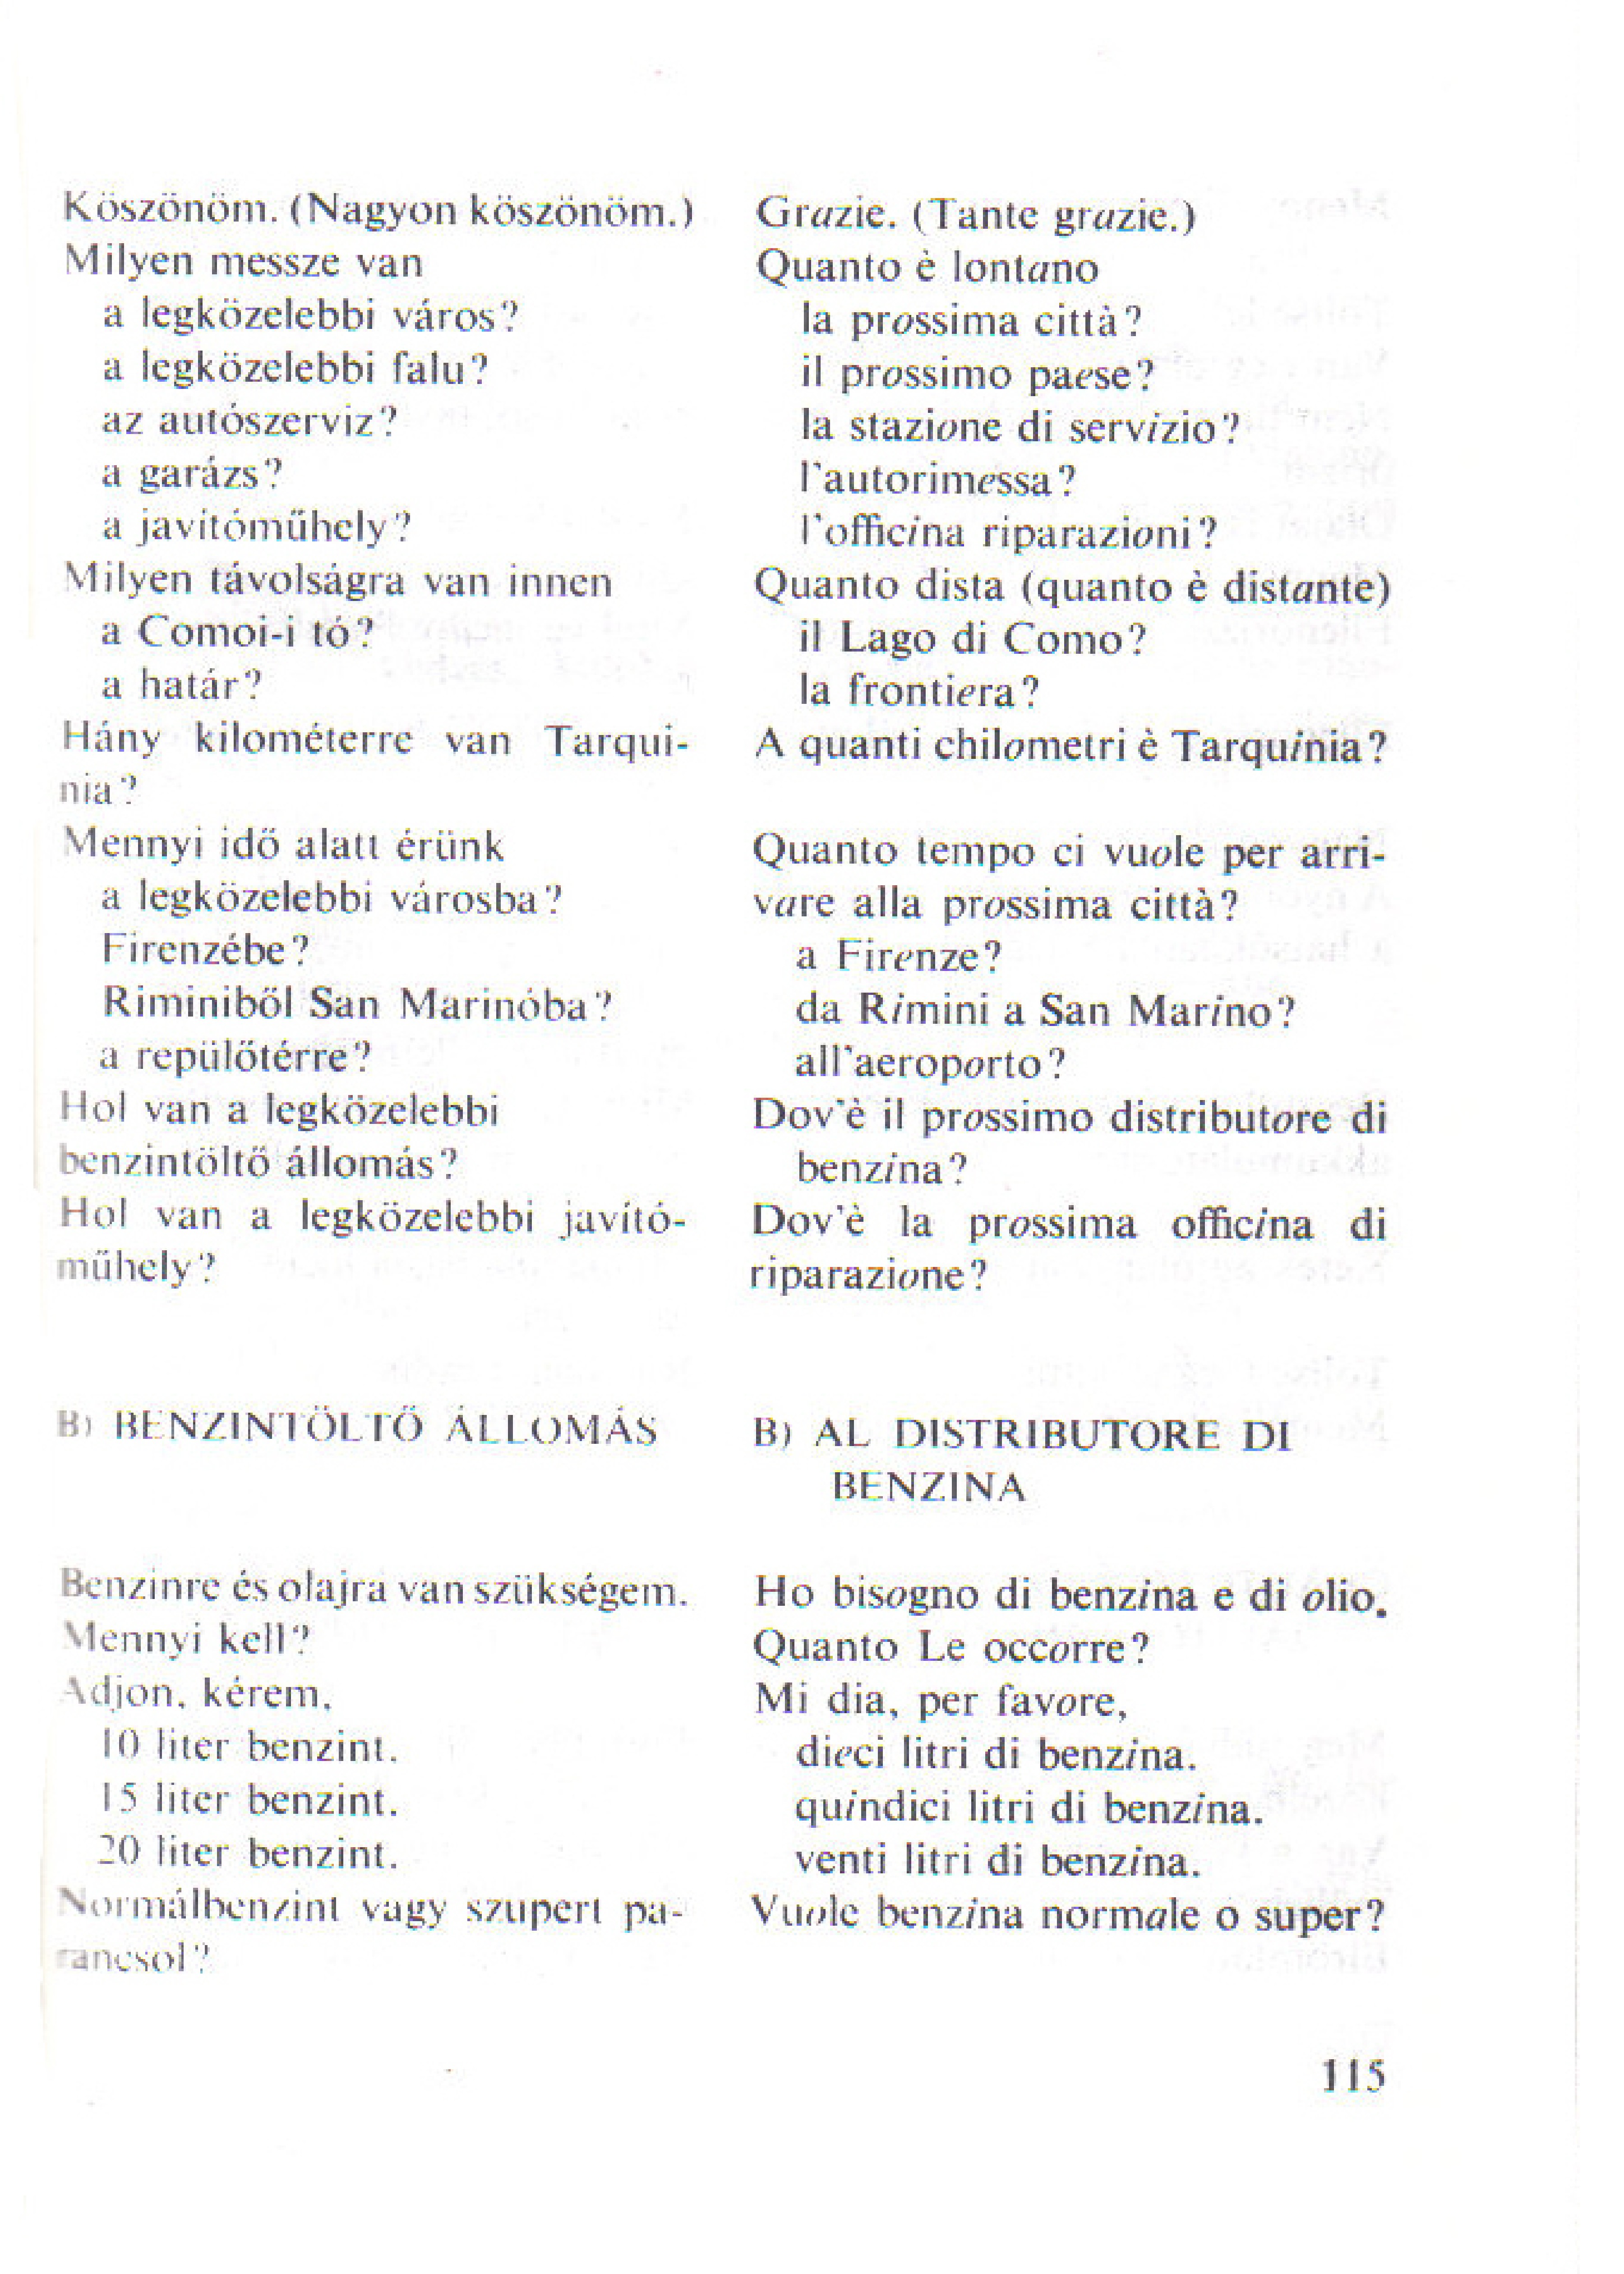 Köszönöm. (Nagyon köszönöm.)
Milyen messze van
a legközelebbi város?
a legközelebbi falu?
az autószerviz?
a garázs?
a javítóműhely?
Milyen távolságra van innen
a Comoi-i tó?
a határ?
Hány kilométerre van Tarqui-
nia?
Mennyi idő alatt érünk
a legközelebbi városba?
Firenzébe?
Riminiből San Marinóba?
a repülőtérre?
Hol van a legközelebbi
benzintöltő állomás?
Hol van a legközelebbi javító-
műhely?
B) BENZINTÖLTŐ ÁLLOMÁS
Benzinre és olajra van szükségem.
Mennyi kell?
Adjon, kérem,
10 liter benzint.
15 liter benzint.
20 liter benzint.
Normálbenzint vagy szupert pa-
rancsol?
Grazie. (Tante grazie.)
Quanto è lontano
la prossima città?
il prossimo paese?
la stazione di servizio?
l'autorimessa?
l'officina riparazioni?
Quanto dista (quanto è distante)
il Lago di Como?
la frontiera?
A quanti chilometri è Tarquinia?
Quanto tempo ci vuole per arri-
vare alla prossima città?
a Firenze?
da Rimini a San Marino?
all'aeroporto?
Dov'è il prossimo distributore di
benzina?
Dov'è la prossima officina di
riparazione?
B) AL DISTRIBUTORE DI
BENZINA
Ho bisogno di benzina e di olio.
Quanto Le occorre?
Mi dia, per favore,
dieci litri di benzina.
quindici litri di benzina.
venti litri di benzina.
Vuole benzina normale o super?
115